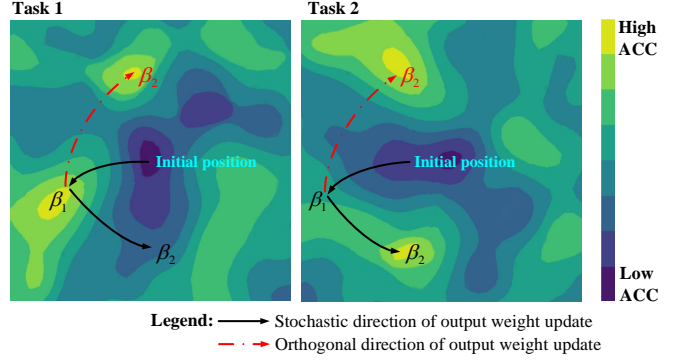 Task 1
Task 2
High
ACC
β2
β2
Initial position
Initial position
β1
β1
β2
β2
Low
ACC
Legend: Stochastic direction of output weight update
Orthogonal direction of output weight update